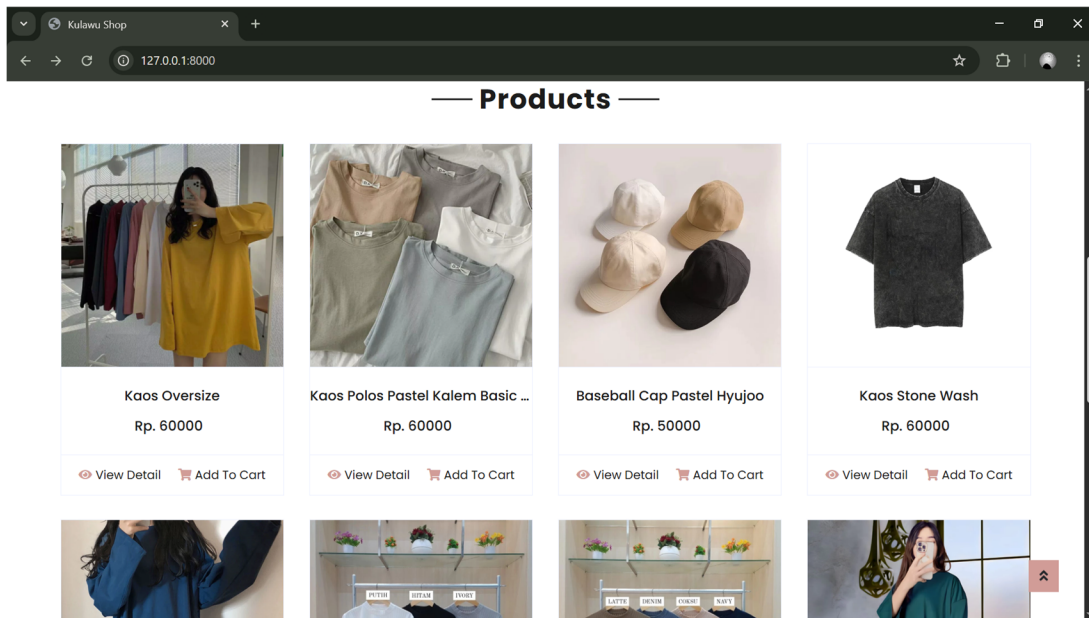 Kulawu Shop
127.0.0.1:8000
Products
Kaos Oversize
Kaos Polos Pastel Kalem Basic ...
Baseball Cap Pastel Hyujoo
Kaos Stone Wash
Rp. 60000
Rp. 60000
Rp. 50000
Rp. 60000
View Detail Add To Cart
View Detail Add To Cart
View Detail Add To Cart
View Detail Add To Cart
PUTIH HITAM IVORY
LATTE DENIM COKSU NAVY